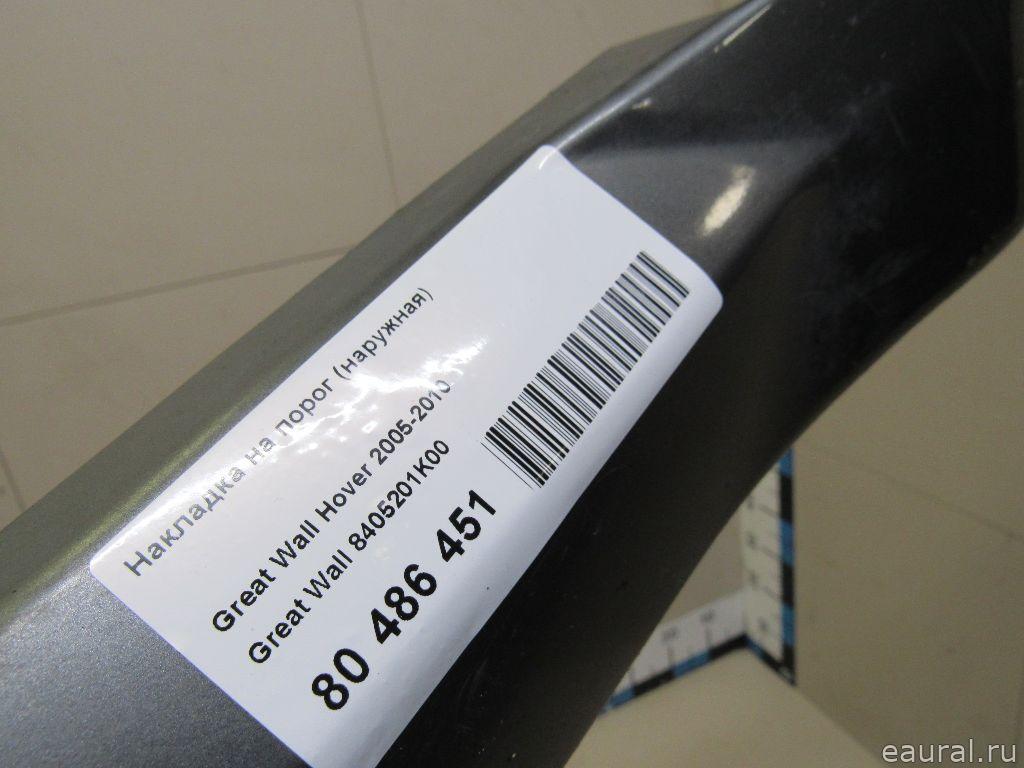 Накладка на порог (наружная)
Great Wall Hover 2005-2010
Great Wall 8405201K00
80 486 451
eaural.ru